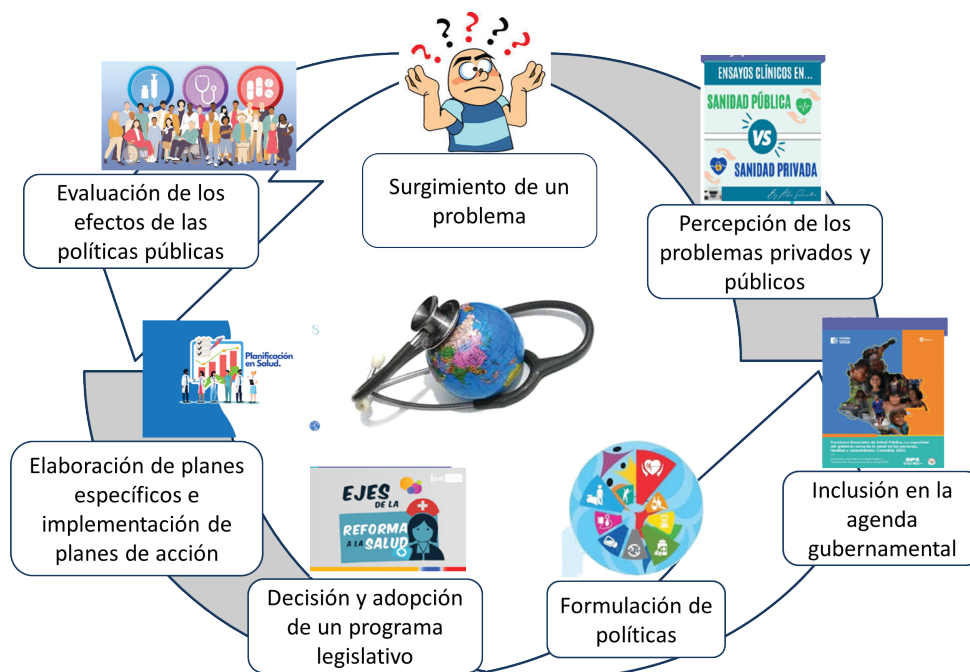 ? ? ? ? ?
Surgimiento de un
problema
ENSAYOS CLÍNICOS EN...
SANIDAD PÚBLICA
VS
SANIDAD PRIVADA
Percepción de los
problemas privados y
públicos
VIDA
OPS
Inclusión en la
agenda
gubernamental
Formulación de
políticas
EJES
DE LA
REFORMA
A LA SALUD
Decisión y adopción
de un programa
legislativo
Planificación
en Salud.
Elaboración de planes
específicos e
implementación de
planes de acción
Evaluación de los
efectos de las
políticas públicas
8